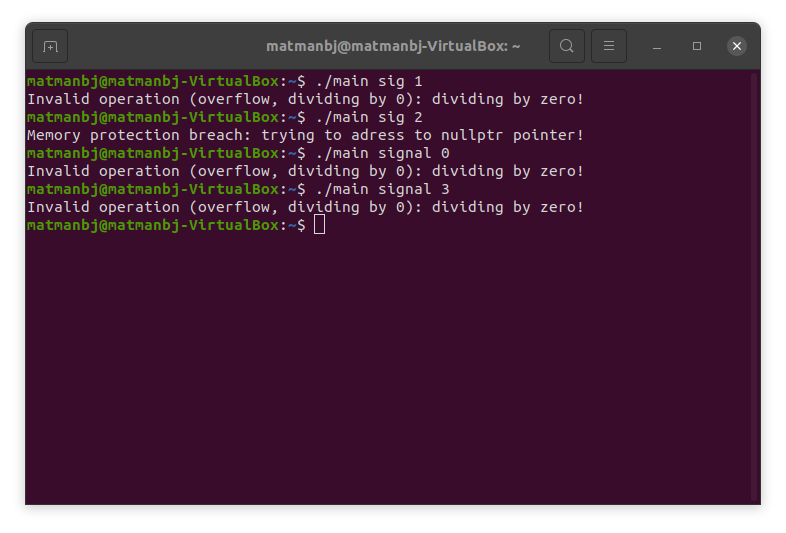 matmanbj@matmanbj-VirtualBox: ~
matmanbj@matmanbj-VirtualBox:~$ ./main sig 1
Invalid operation (overflow, dividing by 0): dividing by zero!
matmanbj@matmanbj-VirtualBox:~$ ./main sig 2
Memory protection breach: trying to adress to nullptr pointer!
matmanbj@matmanbj-VirtualBox:~$ ./main signal 0
Invalid operation (overflow, dividing by 0): dividing by zero!
matmanbj@matmanbj-VirtualBox:~$ ./main signal 3
Invalid operation (overflow, dividing by 0): dividing by zero!
matmanbj@matmanbj-VirtualBox:~$